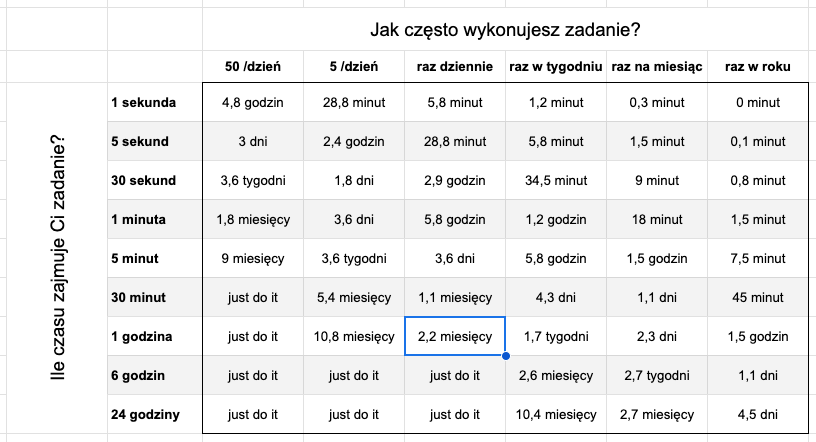 Jak często wykonujesz zadanie?
50 /dzień 5 /dzień raz dziennie raz w tygodniu raz na miesiąc raz w roku
Ile czasu zajmuje Ci zadanie?
1 sekunda 4,8 godzin 28,8 minut 5,8 minut 1,2 minut 0,3 minut 0 minut
5 sekund 3 dni 2,4 godzin 28,8 minut 5,8 minut 1,5 minut 0,1 minut
30 sekund 3,6 tygodni 1,8 dni 2,9 godzin 34,5 minut 9 minut 0,8 minut
1 minuta 1,8 miesięcy 3,6 dni 5,8 godzin 1,2 godzin 18 minut 1,5 minut
5 minut 9 miesięcy 3,6 tygodni 3,6 dni 5,8 godzin 1,5 godzin 7,5 minut
30 minut just do it 5,4 miesięcy 1,1 miesięcy 4,3 dni 1,1 dni 45 minut
1 godzina just do it 10,8 miesięcy 2,2 miesięcy 1,7 tygodni 2,3 dni 1,5 godzin
6 godzin just do it just do it just do it 2,6 miesięcy 2,7 tygodni 1,1 dni
24 godziny just do it just do it just do it 10,4 miesięcy 2,7 miesięcy 4,5 dni